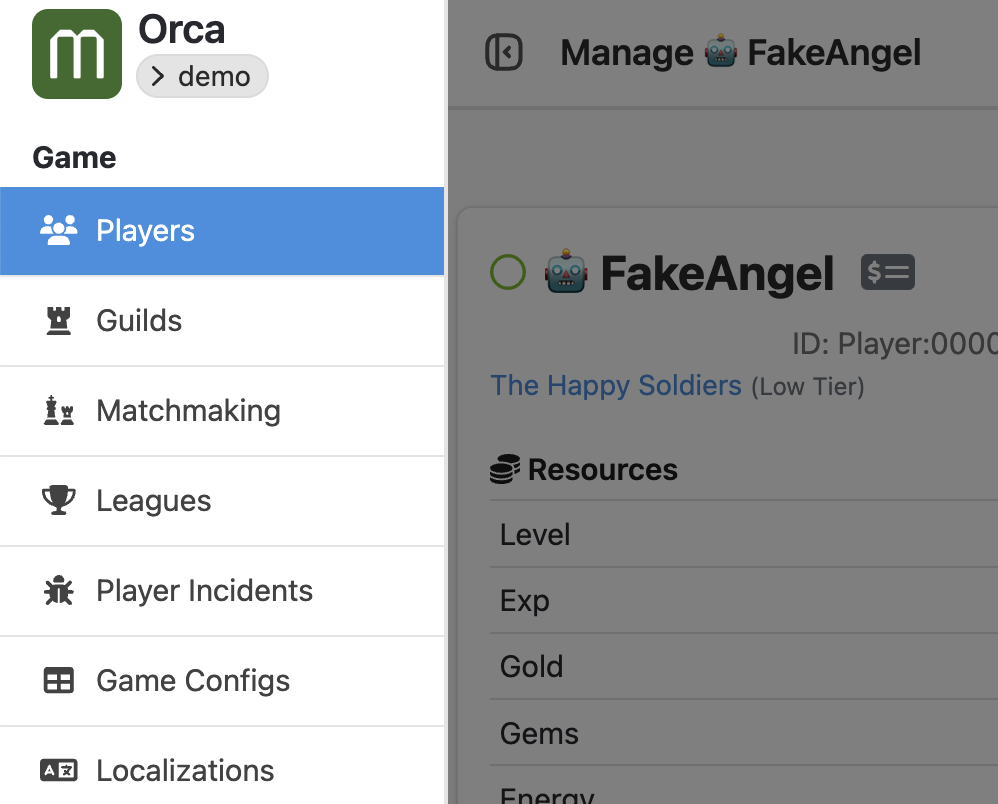 Orca
demo
Game
Players
Guilds
Matchmaking
Leagues
Player Incidents
Game Configs
Localizations
Manage 🤖 FakeAngel
🤖 FakeAngel
ID: Player:0000
The Happy Soldiers (Low Tier)
Resources
Level
Exp
Gold
Gems
Energy